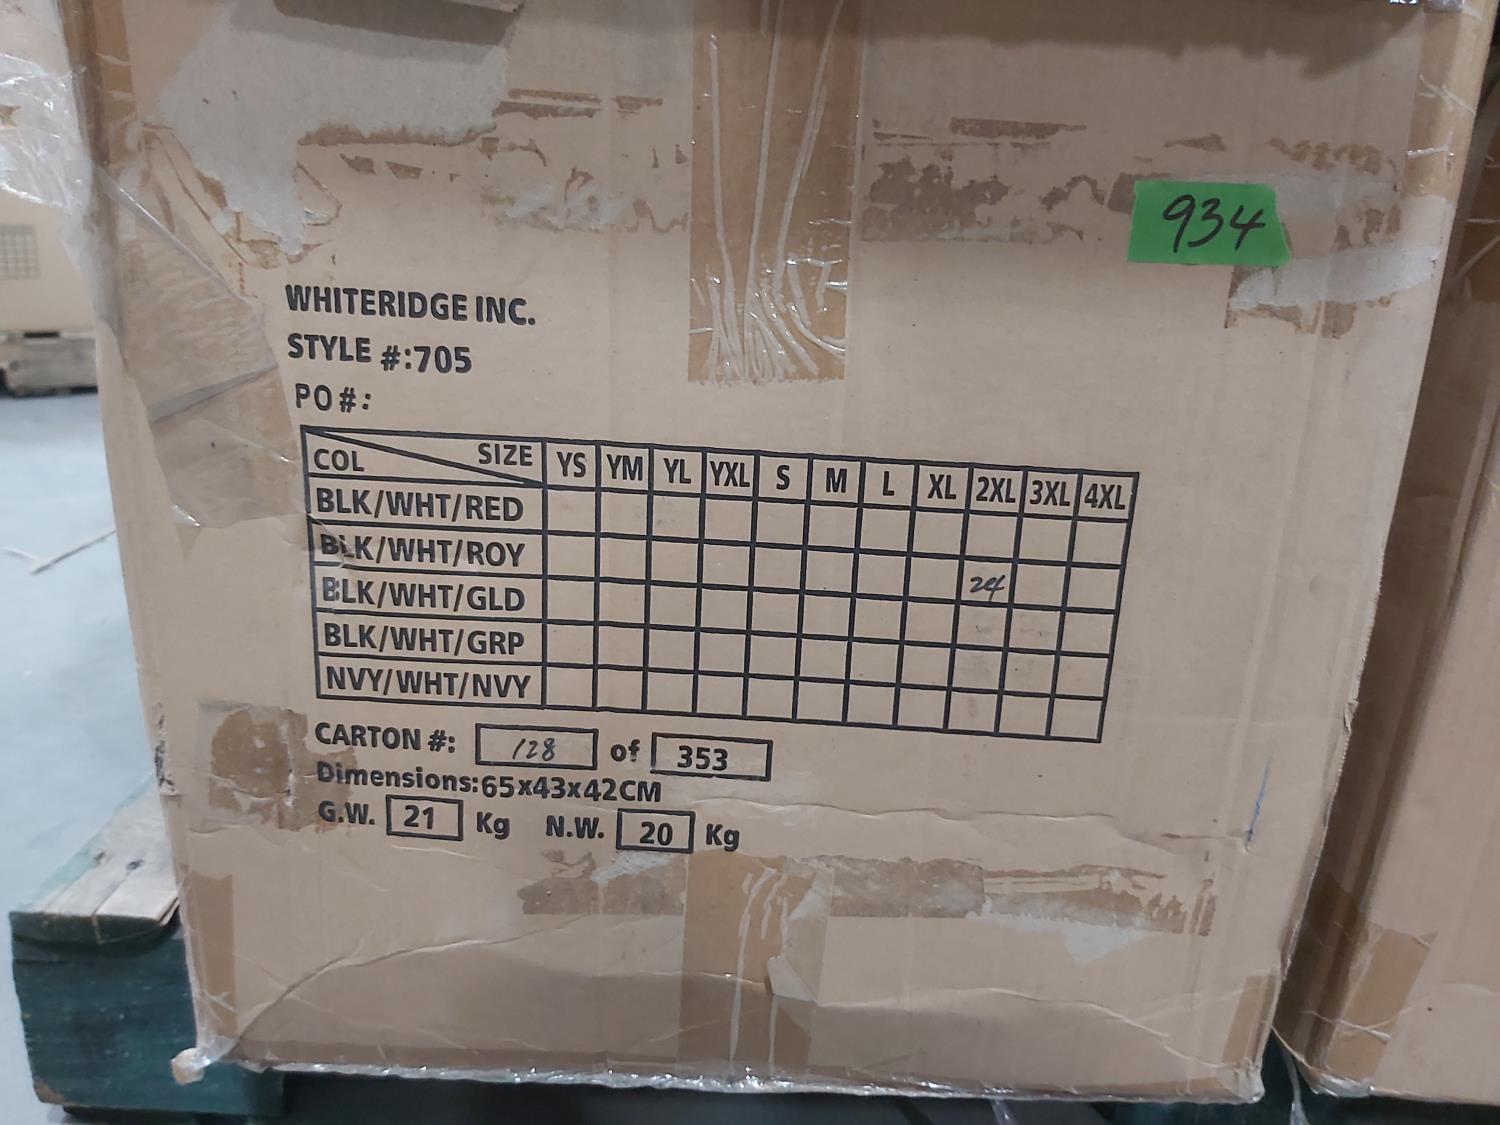 934
WHITERIDGE INC.
STYLE #:705
PO#:
COL SIZE YS YM YL YXL S M L XL 2XL 3XL 4XL
BLK/WHT/RED
BLK/WHT/ROY 24
BLK/WHT/GLD
BLK/WHT/GRP
NVY/WHT/NVY
CARTON #: 128 of 353
Dimensions:65x43x42CM
G.W. 21 Kg N.W. 20 Kg